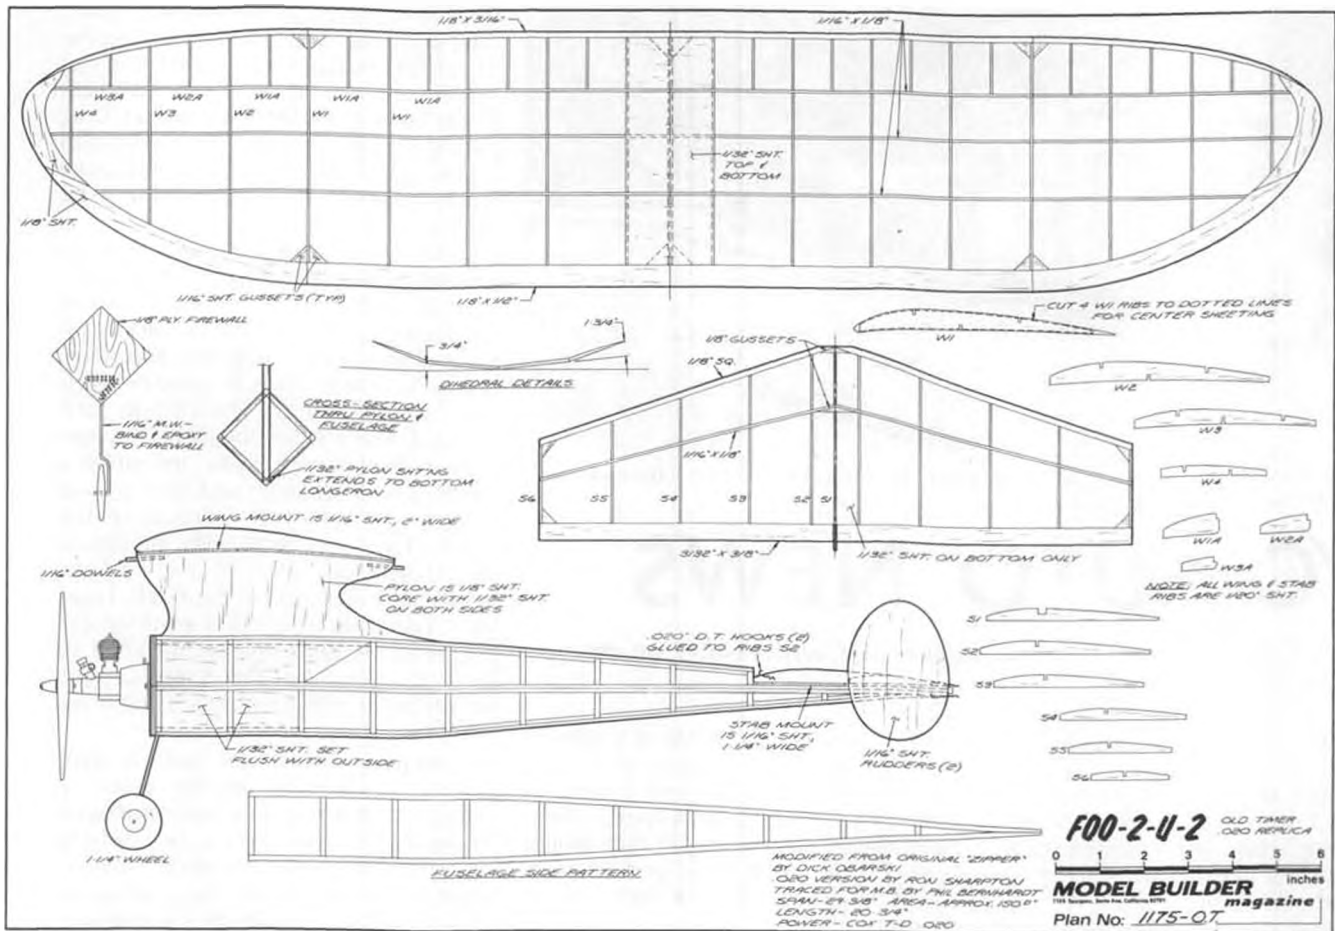 1/8" X 3/16"
1/16" X 1/8"
W3A
W2A
W1A
W1A
W1A
W4
W3
W2
W1
W1
1/32" SHT.
TOP &
BOTTOM
1/8" SHT.
1/16" SHT. GUSSETS (TYP)
1/8" X 1/2"
CUT 4 W1 RIBS TO DOTTED LINES
FOR CENTER SHEETING
W1
1/8" PLY. FIREWALL
1/16" M.W. -
BIND & EPOXY
TO FIREWALL
3/4"
1-3/4"
DIHEDRAL DETAILS
CROSS-SECTION
THRU PYLON &
FUSELAGE
1/32" PYLON SHT'NG
EXTENDS TO BOTTOM
LONGERON
1/8" GUSSETS
1/8" SQ.
1/16" X 1/8"
S6
S5
S4
S3
S2
S1
3/32" X 3/8"
1/32" SHT. ON BOTTOM ONLY
W2
W3
W4
W1A
W2A
W3A
NOTE: ALL WING & STAB
RIBS ARE 1/20" SHT.
WING MOUNT IS 1/16" SHT, 2" WIDE
1/16" DOWELS
PYLON IS 1/8" SHT.
CORE WITH 1/32" SHT.
ON BOTH SIDES
.020" D.T. HOOKS (2)
GLUED TO RIBS S2
STAB MOUNT
IS 1/16" SHT,
1-1/4" WIDE
1/16" SHT.
RUDDERS (2)
1/32" SHT. SET
FLUSH WITH OUTSIDE
1-1/4" WHEEL
S1
S2
S3
S4
S5
S6
FUSELAGE SIDE PATTERN
MODIFIED FROM ORIGINAL "ZIPPER"
BY DICK OBARSKI
.020 VERSION BY RON SHARPTON
TRACED FOR M.B. BY PHIL BERNHARDT
SPAN - 29 3/8" AREA - APPROX. 150 □"
LENGTH - 20 3/4"
POWER - COX T-D .020
FOO-2-U-2
OLD TIMER
.020 REPLICA
0 1 2 3 4 5 6
inches
MODEL BUILDER
magazine
Plan No: 1175-O.T.